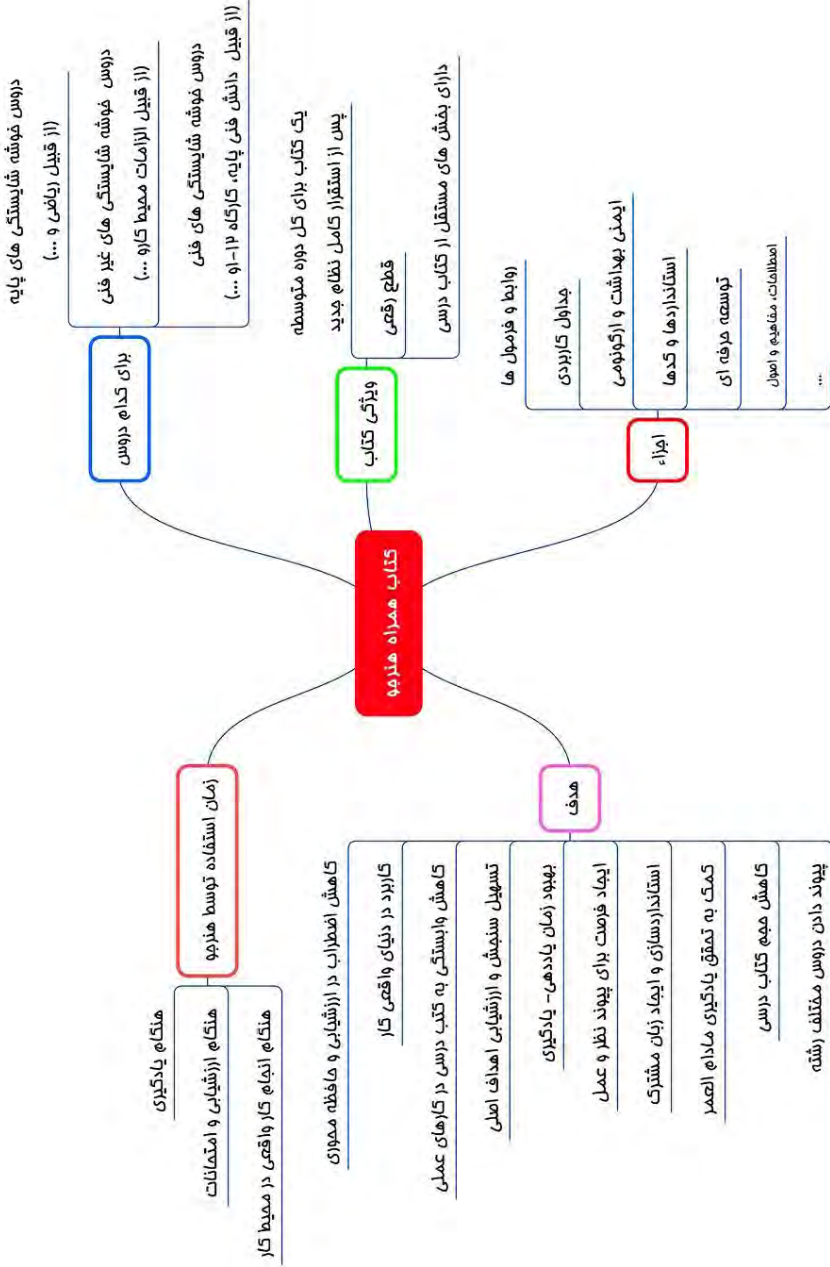 کتاب همراه هنرجو
هدف
پیوند دادن دروس مختلف رشته
کاهش حجم کتاب درسی
کمک به تحقق یادگیری مادام العمر
استانداردسازی و ایجاد زبان مشترک
ایجاد فرصت برای پیوند نظر و عمل
بهبود زمان یاددهی - یادگیری
تسهیل سنجش و ارزشیابی اهداف اصلی
کاهش وابستگی به کتب درسی در کارهای عملی
کاربرد در دنیای واقعی کار
کاهش اضطراب در ارزشیابی و حافظه محوری
زمان استفاده توسط هنرجو
هنگام انجام کار واقعی در محیط کار
هنگام ارزشیابی و امتحانات
هنگام یادگیری
اجزاء
...
اصطلاحات، مفاهیم و اصول
توسعه حرفه ای
استانداردها و کدها
ایمنی بهداشت و ارگونومی
یادآوری کاربردی
روابط و فرمول ها
ویژگی کتاب
دارای بخش های مستقل از کتاب درسی
قطع رقعی
پس از استقرار کامل نظام جدید
یک کتاب برای کل دوره متوسطه
برای کدام دروس
دروس خوشه شایستگی های فنی
(از قبیل دانش فنی پایه، کارگاه ۸-۱و ...)
دروس خوشه شایستگی های غیر فنی
(از قبیل الزامات محیط کار و ...)
دروس خوشه شایستگی های پایه
(از قبیل ریاضی و ...)